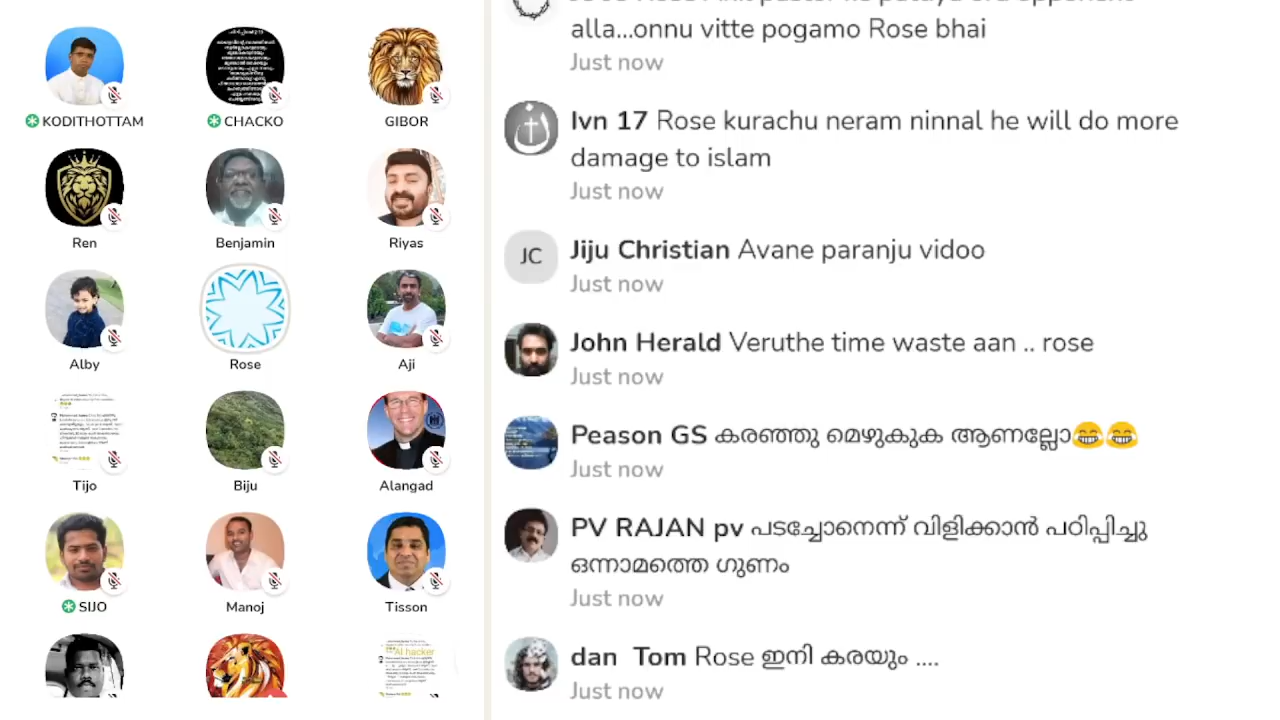 KODITHOTTAM
CHACKO
GIBOR
Ren
Benjamin
Riyas
Alby
Rose
Aji
Tijo
Biju
Alangad
SIJO
Manoj
Tisson
AI hacker
alla...onnu vitte pogamo Rose bhai
Just now
Ivn 17 Rose kurachu neram ninnal he will do more
damage to islam
Just now
JC
Jiju Christian Avane paranju vidoo
Just now
John Herald Veruthe time waste aan .. rose
Just now
Peason GS കരഞ്ഞു മെഴുകുക ആണല്ലോ😂😂
Just now
PV RAJAN pv പടച്ചോനെന്ന് വിളിക്കാൻ പഠിപ്പിച്ചു
ഒന്നാമത്തെ ഗുണം
Just now
dan Tom Rose ഇനി കരയും ....
Just now